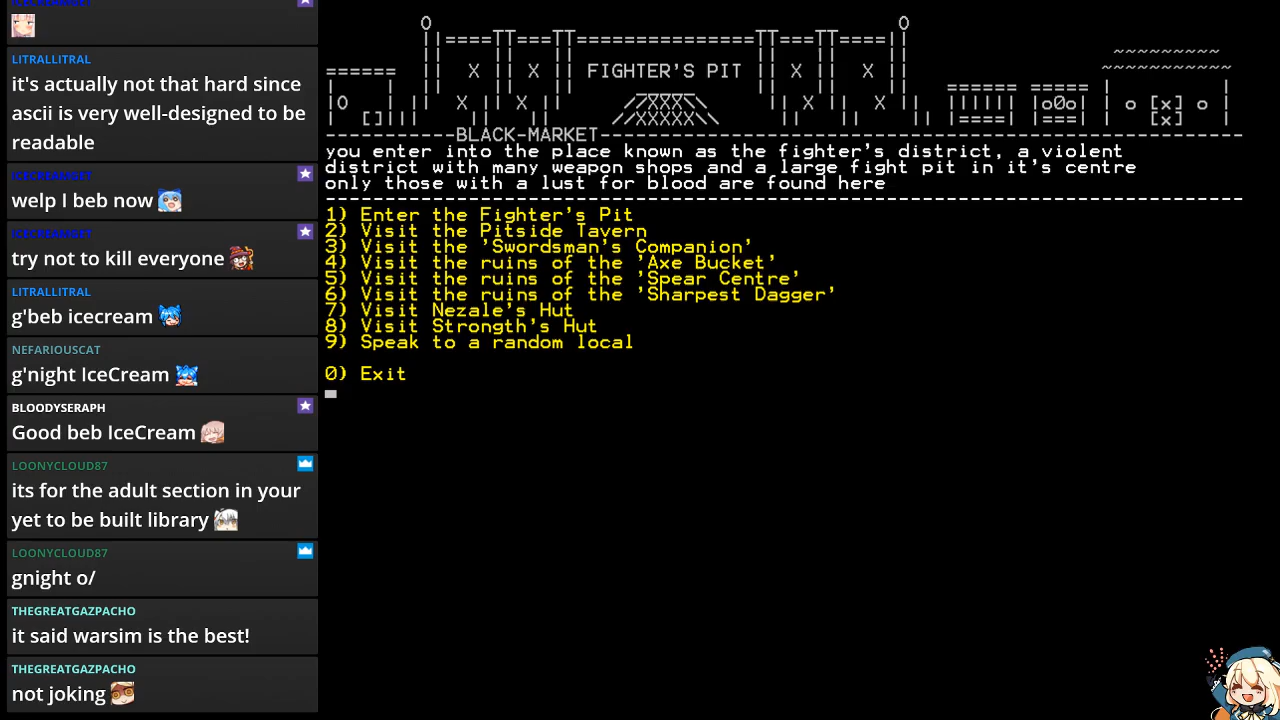 ICECREAMGET
LITRALLITRAL
it's actually not that hard since
ascii is very well-designed to be
readable
ICECREAMGET
welp I beb now
ICECREAMGET
try not to kill everyone
LITRALLITRAL
g'beb icecream
NEFARIOUSCAT
g'night IceCream
BLOODYSERAPH
Good beb IceCream
LOONYCLOUD87
its for the adult section in your
yet to be built library
LOONYCLOUD87
gnight o/
THEGREATGAZPACHO
it said warsim is the best!
THEGREATGAZPACHO
not joking
FIGHTER'S PIT
BLACK-MARKET
you enter into the place known as the fighter's district, a violent
district with many weapon shops and a large fight pit in it's centre
only those with a lust for blood are found here
1) Enter the Fighter's Pit
2) Visit the Pitside Tavern
3) Visit the 'Swordsman's Companion'
4) Visit the ruins of the 'Axe Bucket'
5) Visit the ruins of the 'Spear Centre'
6) Visit the ruins of the 'Sharpest Dagger'
7) Visit Nezale's Hut
8) Visit Strongth's Hut
9) Speak to a random local
0) Exit